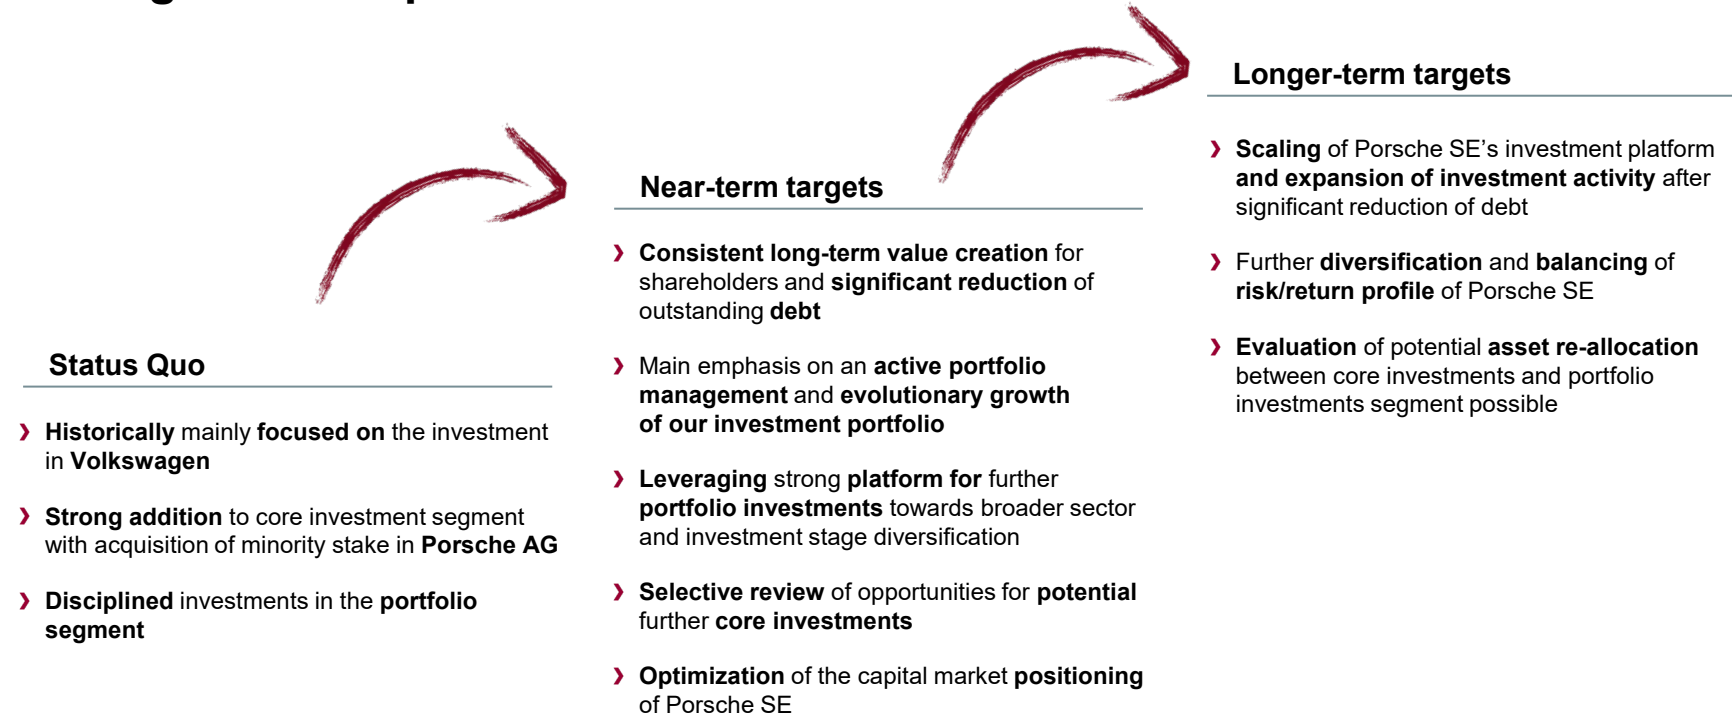 Status Quo
❯ Historically mainly focused on the investment
in Volkswagen
❯ Strong addition to core investment segment
with acquisition of minority stake in Porsche AG
❯ Disciplined investments in the portfolio
segment
Near-term targets
❯ Consistent long-term value creation for
shareholders and significant reduction of
outstanding debt
❯ Main emphasis on an active portfolio
management and evolutionary growth
of our investment portfolio
❯ Leveraging strong platform for further
portfolio investments towards broader sector
and investment stage diversification
❯ Selective review of opportunities for potential
further core investments
❯ Optimization of the capital market positioning
of Porsche SE
Longer-term targets
❯ Scaling of Porsche SE’s investment platform
and expansion of investment activity after
significant reduction of debt
❯ Further diversification and balancing of
risk/return profile of Porsche SE
❯ Evaluation of potential asset re-allocation
between core investments and portfolio
investments segment possible